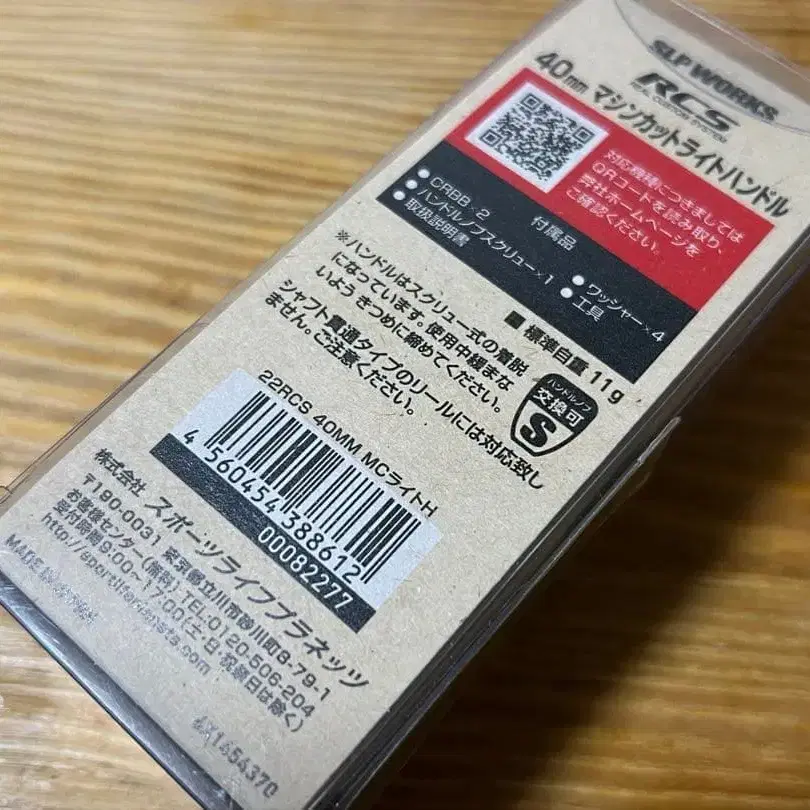 SLP WORKS
RCS
REAL CUSTOM SYSTEM
40mm マシンカットライトハンドル
対応機種につきましては
QRコードを読み取り、
弊社ホームページを
ご確認ください。
付属品
● CRBB×2
● ハンドルノブスクリュー×1
● 取扱説明書
● ワッシャー×4
● 工具
■ 標準自重 11g
※ハンドルはスクリュー式の着脱
になっています。使用中緩まな
いよう きつめに締めてください。
シャフト貫通タイプのリールには対応致し
ません。ご注意ください。
ハンドルノブ
交換可
S
22RCS 40MM MCライトH
4 560454 388612
00082277
株式会社 スポーツライフプラネッツ
〒190-0031 東京都立川市砂川町8-79-1
お客様センター(無料) TEL:0120-506-204
受付時間9:00~17:00(土・日・祝祭日は除く)
MADE IN
4X1454370